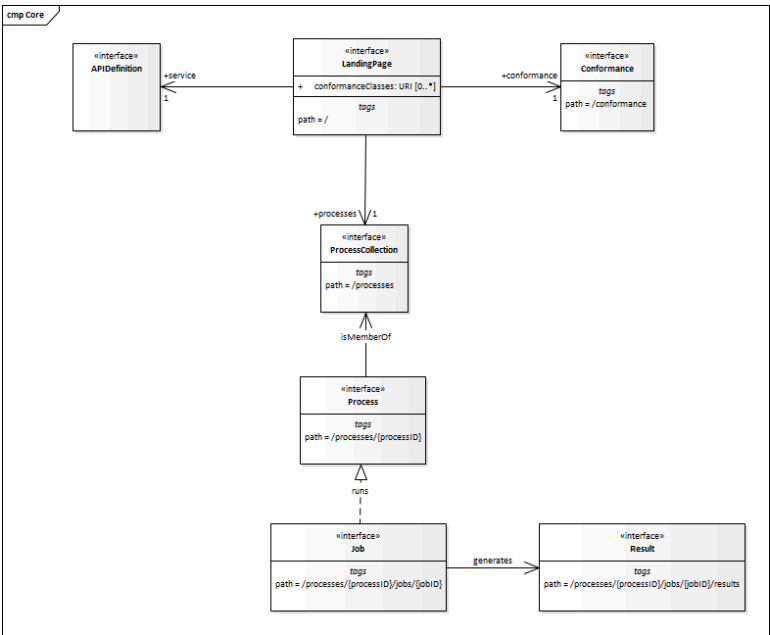 cmp Core
«interface»
APIDefinition
+service
1
«interface»
LandingPage
+ conformanceClasses: URI [0..*]
tags
path = /
+conformance
1
«interface»
Conformance
tags
path = /conformance
+processes
1
«interface»
ProcessCollection
tags
path = /processes
isMemberOf
«interface»
Process
tags
path = /processes/{processID}
runs
«interface»
Job
tags
path = /processes/{processID}/jobs/{jobID}
generates
«interface»
Result
tags
path = /processes/{processID}/jobs/{jobID}/results